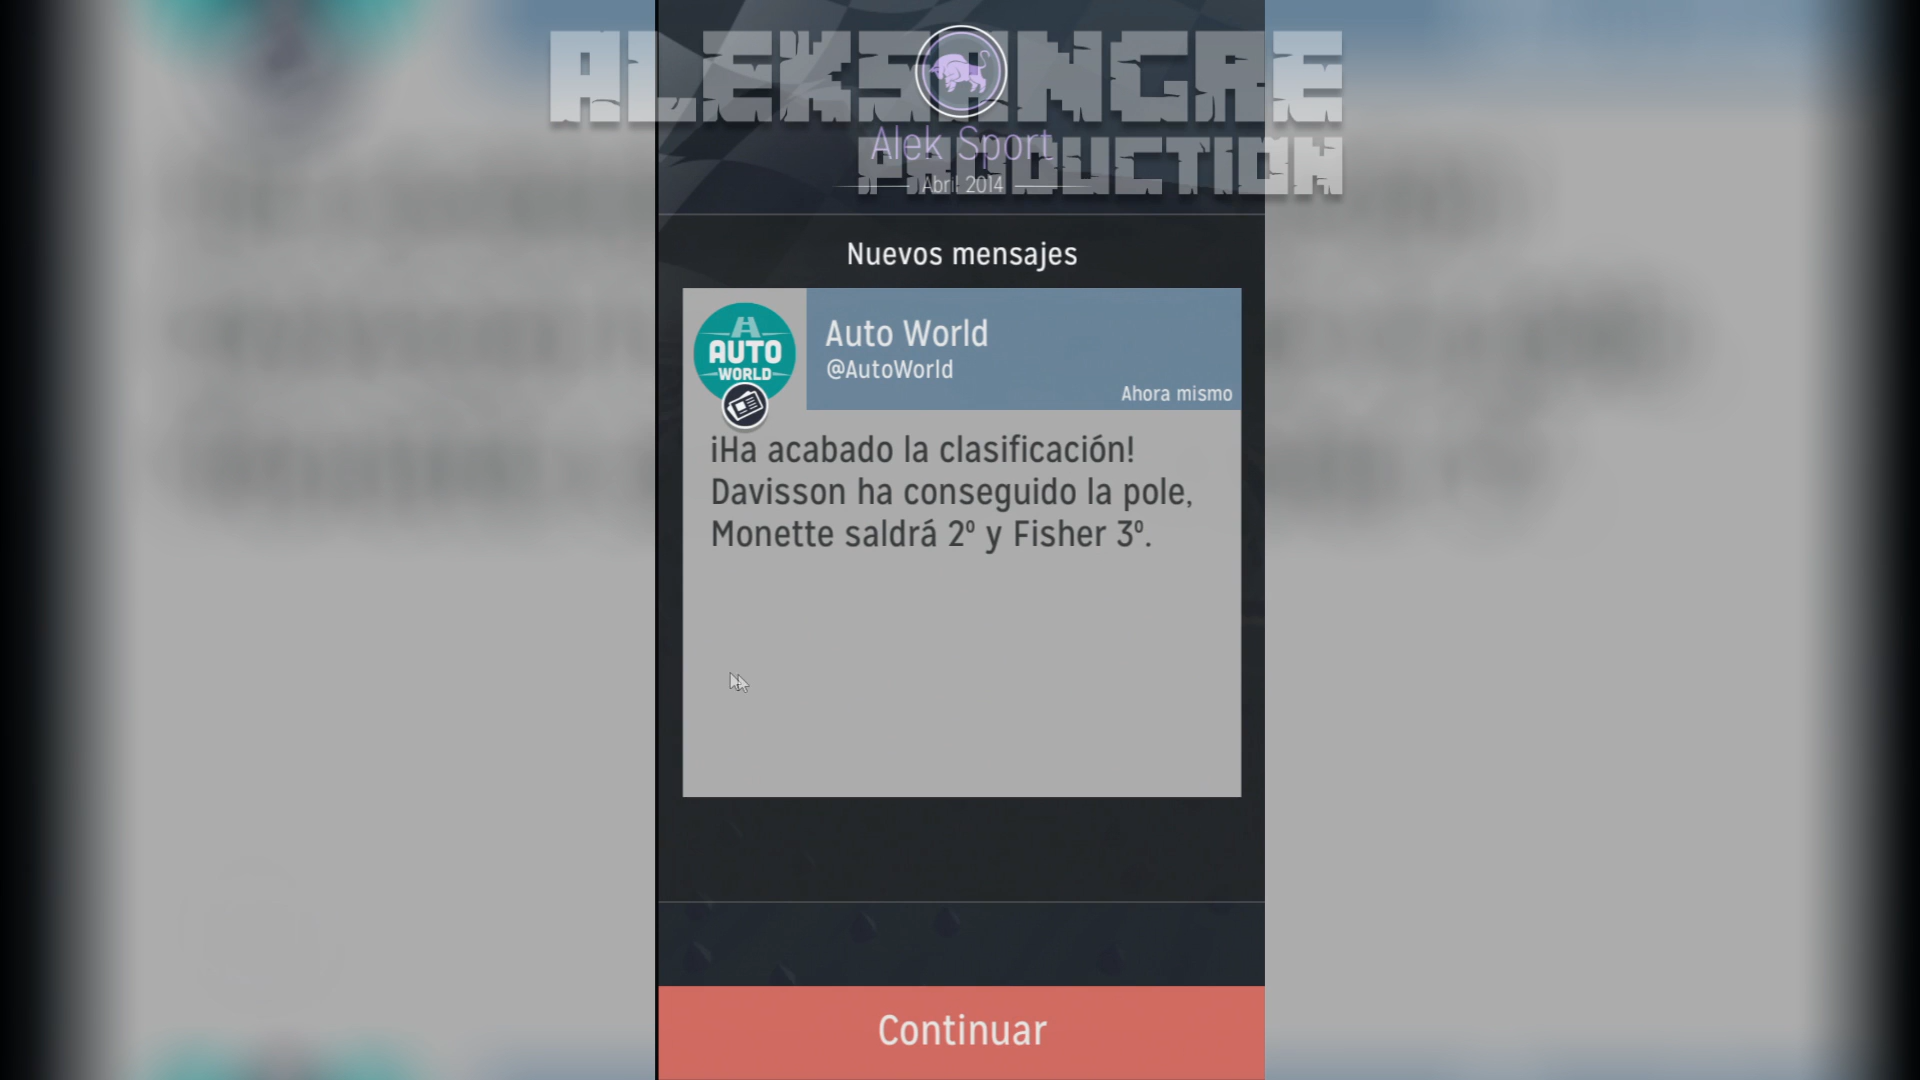 ALEKSANGRE
PRODUCTION
Alek Sport
Abril 2014
Nuevos mensajes
AUTO
WORLD
Auto World
@AutoWorld
Ahora mismo
¡Ha acabado la clasificación!
Davisson ha conseguido la pole,
Monette saldrá 2º y Fisher 3º.
Continuar